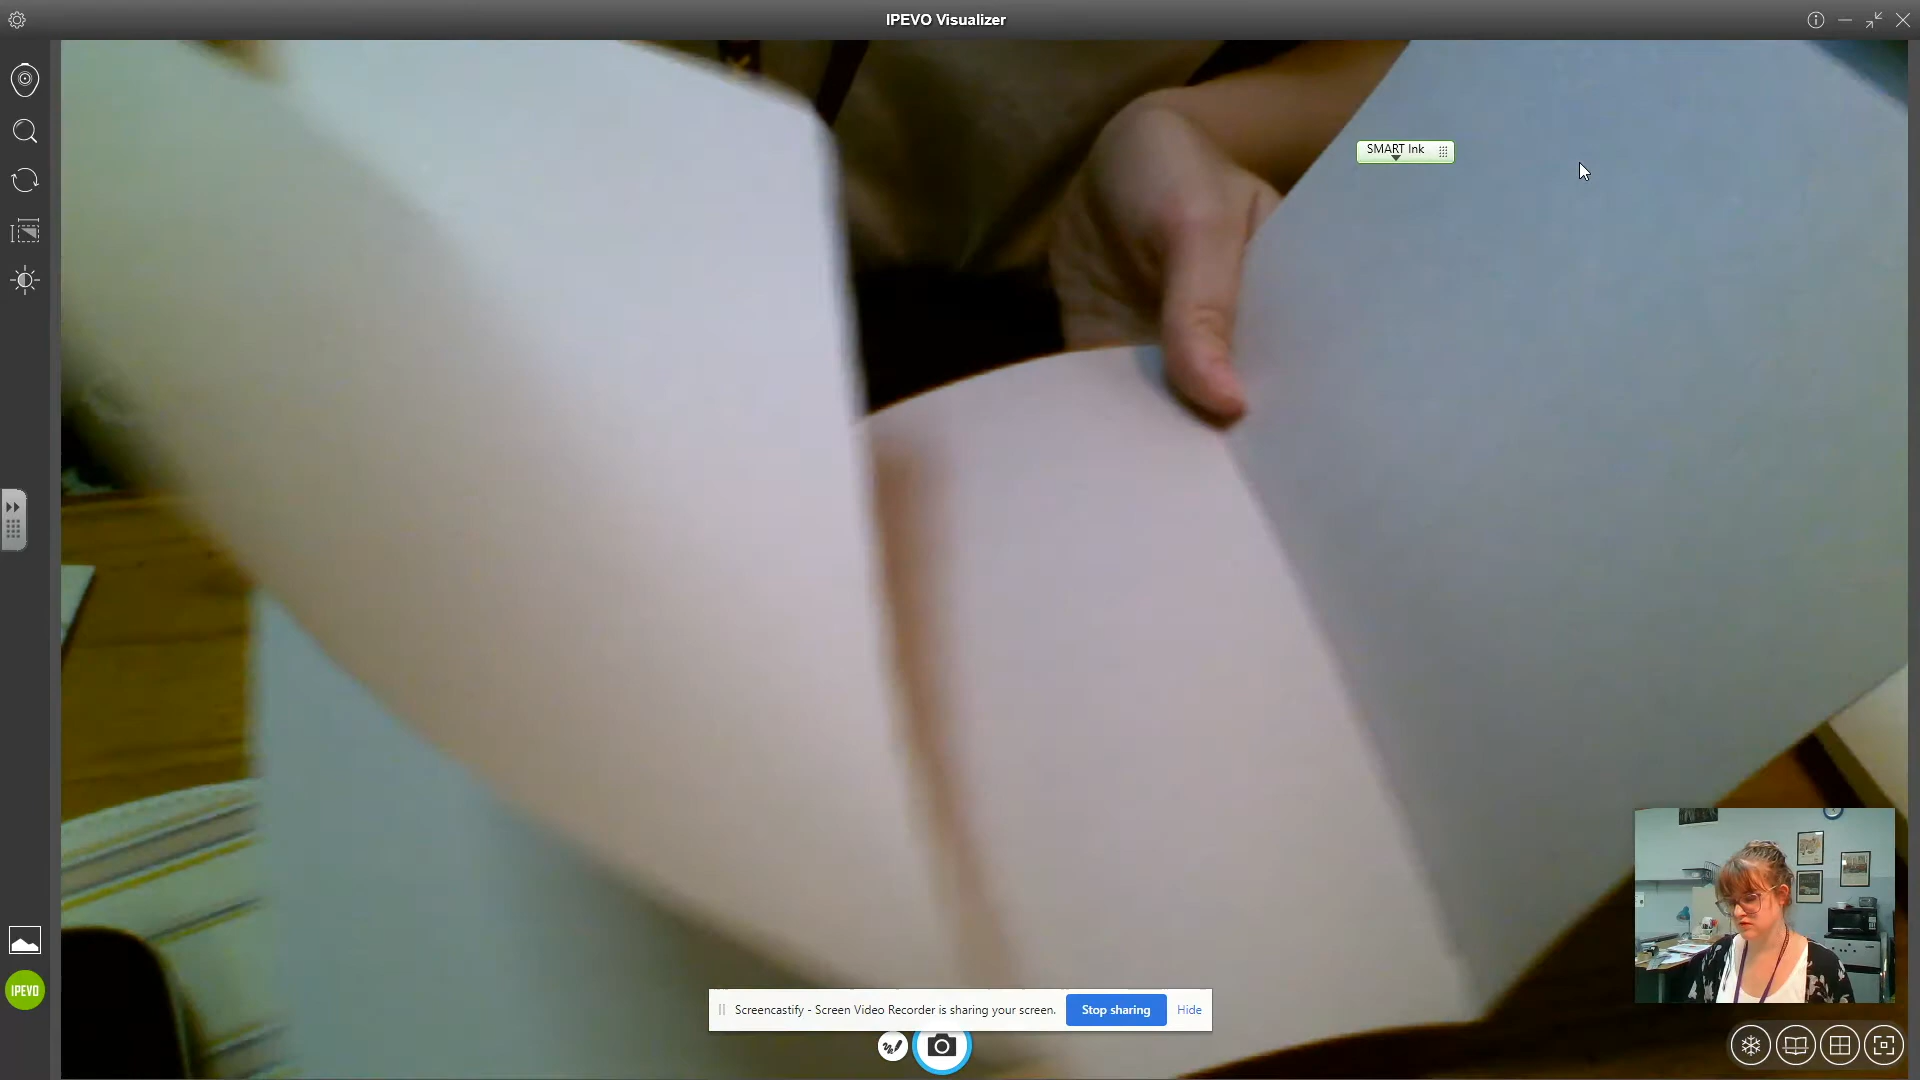 IPEVO Visualizer
SMART Ink
Screencastify - Screen Video Recorder is sharing your screen.
Stop sharing
Hide
IPEVO